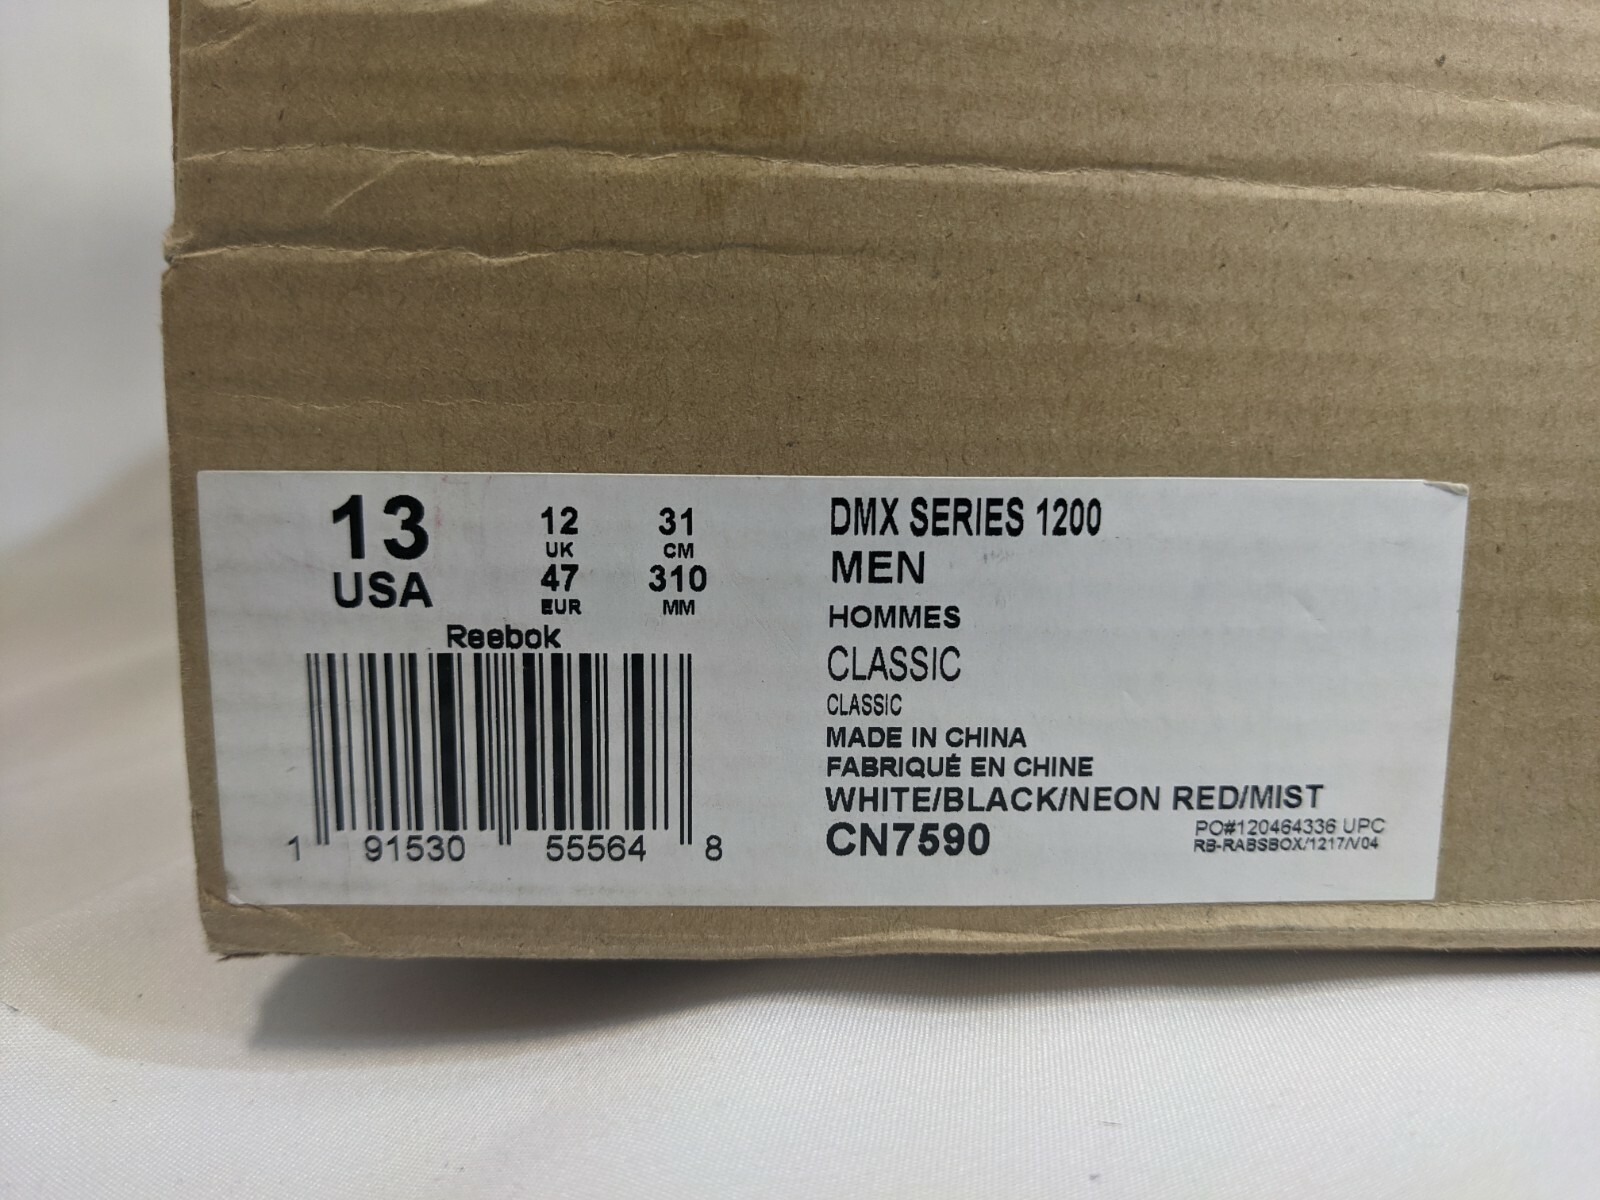 13
USA
12
UK
47
EUR
31
CM
310
MM
Reebok
1 91530 55564 8
DMX SERIES 1200
MEN
HOMMES
CLASSIC
CLASSIC
MADE IN CHINA
FABRIQUÉ EN CHINE
WHITE/BLACK/NEON RED/MIST
CN7590
PO#120464336 UPC
RB-RABSBOX/1217/V04